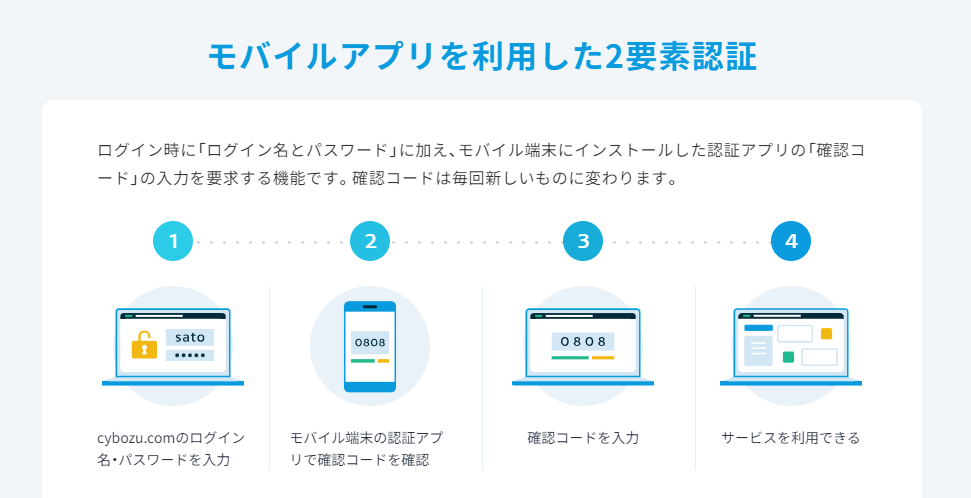 モバイルアプリを利用した2要素認証
ログイン時に「ログイン名とパスワード」に加え、モバイル端末にインストールした認証アプリの「確認コ
ード」の入力を要求する機能です。確認コードは毎回新しいものに変わります。
1
2
3
4
sato
0808
0808
cybozu.comのログイン
名・パスワードを入力
モバイル端末の認証アプ
リで確認コードを確認
確認コードを入力
サービスを利用できる